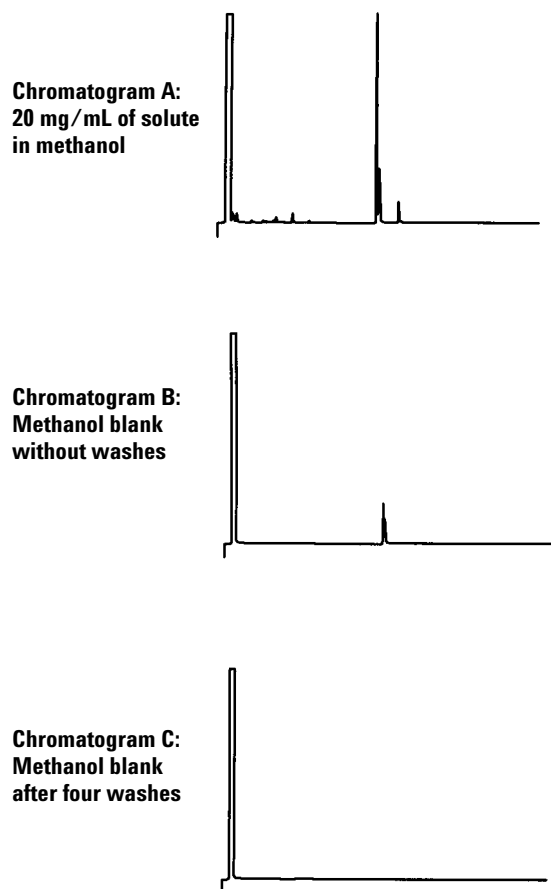 Chromatogram A:
20 mg/mL of solute
in methanol
Chromatogram B:
Methanol blank
without washes
Chromatogram C:
Methanol blank
after four washes